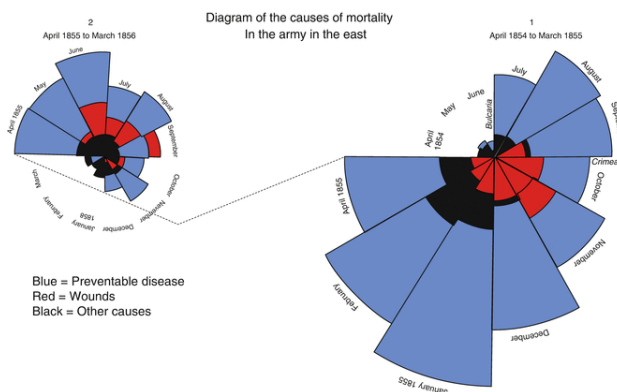 Diagram of the causes of mortality
In the army in the east
2
April 1855 to March 1856
1
April 1854 to March 1855
June
May
April 1855
July
August
September
October
November
December
January
1856
February
March
April
1854
May
June
Bulcaria
July
August
Crimea
October
November
December
January 1855
February
April 1855
Blue = Preventable disease
Red = Wounds
Black = Other causes